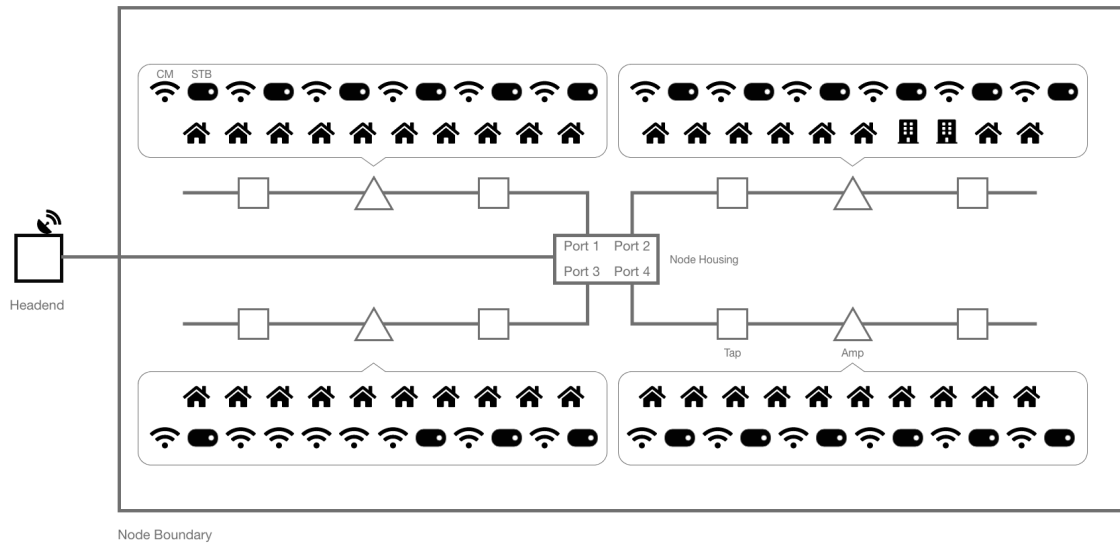 CM STB
Port 1 Port 2
Port 3 Port 4
Node Housing
Headend
Tap
Amp
Node Boundary